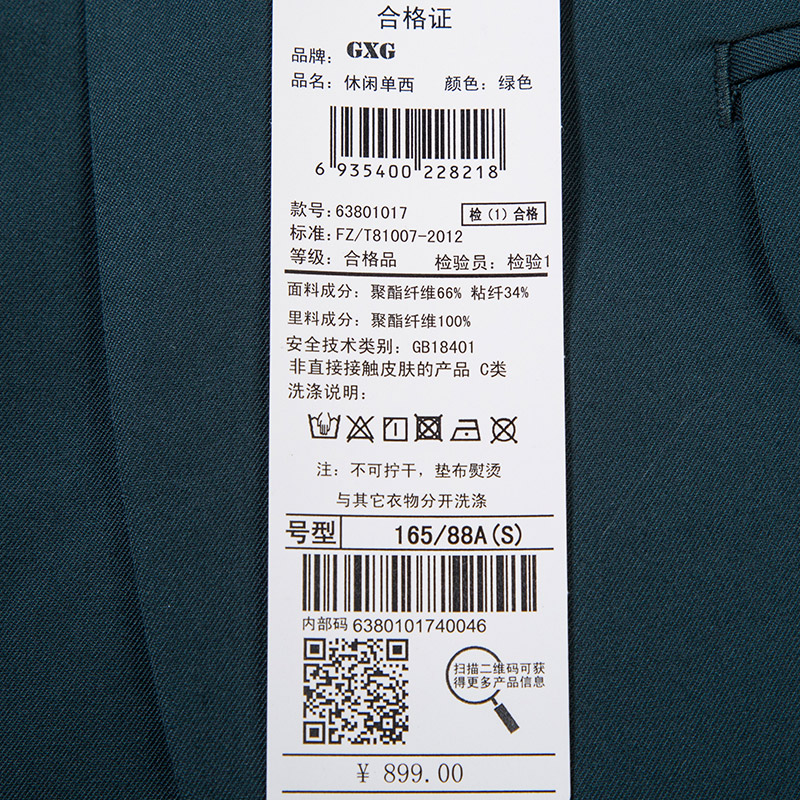 合格证
品牌: GXG
品名: 休闲单西 颜色: 绿色
6 935400 228218
款号: 63801017 检(1)合格
标准: FZ/T81007-2012
等级: 合格品 检验员: 检验1
面料成分: 聚酯纤维66% 粘纤34%
里料成分: 聚酯纤维100%
安全技术类别: GB18401
非直接接触皮肤的产品 C类
洗涤说明:
注: 不可拧干, 垫布熨烫
与其它衣物分开洗涤
号型 165/88A(S)
内部码 6380101740046
扫描二维码可获
得更多产品信息
¥ 899.00